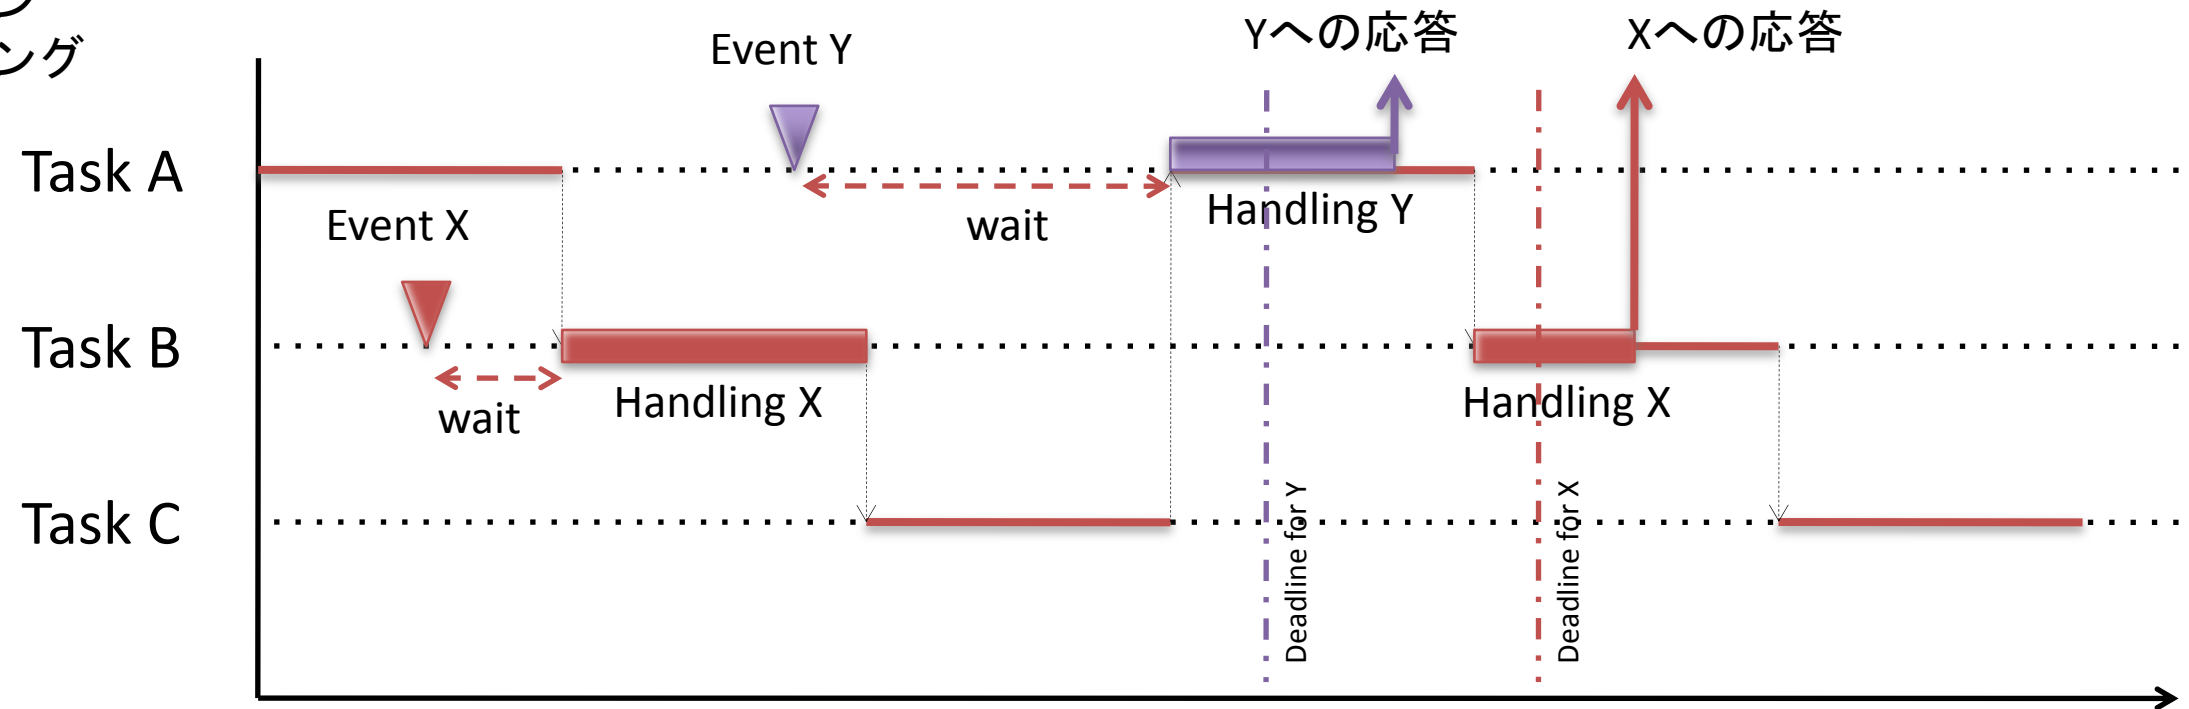 ング
Event Y
Yへの応答
Xへの応答
Task A
Event X
wait
Handling Y
Task B
wait
Handling X
Handling X
Task C
Deadline for Y
Deadline for X